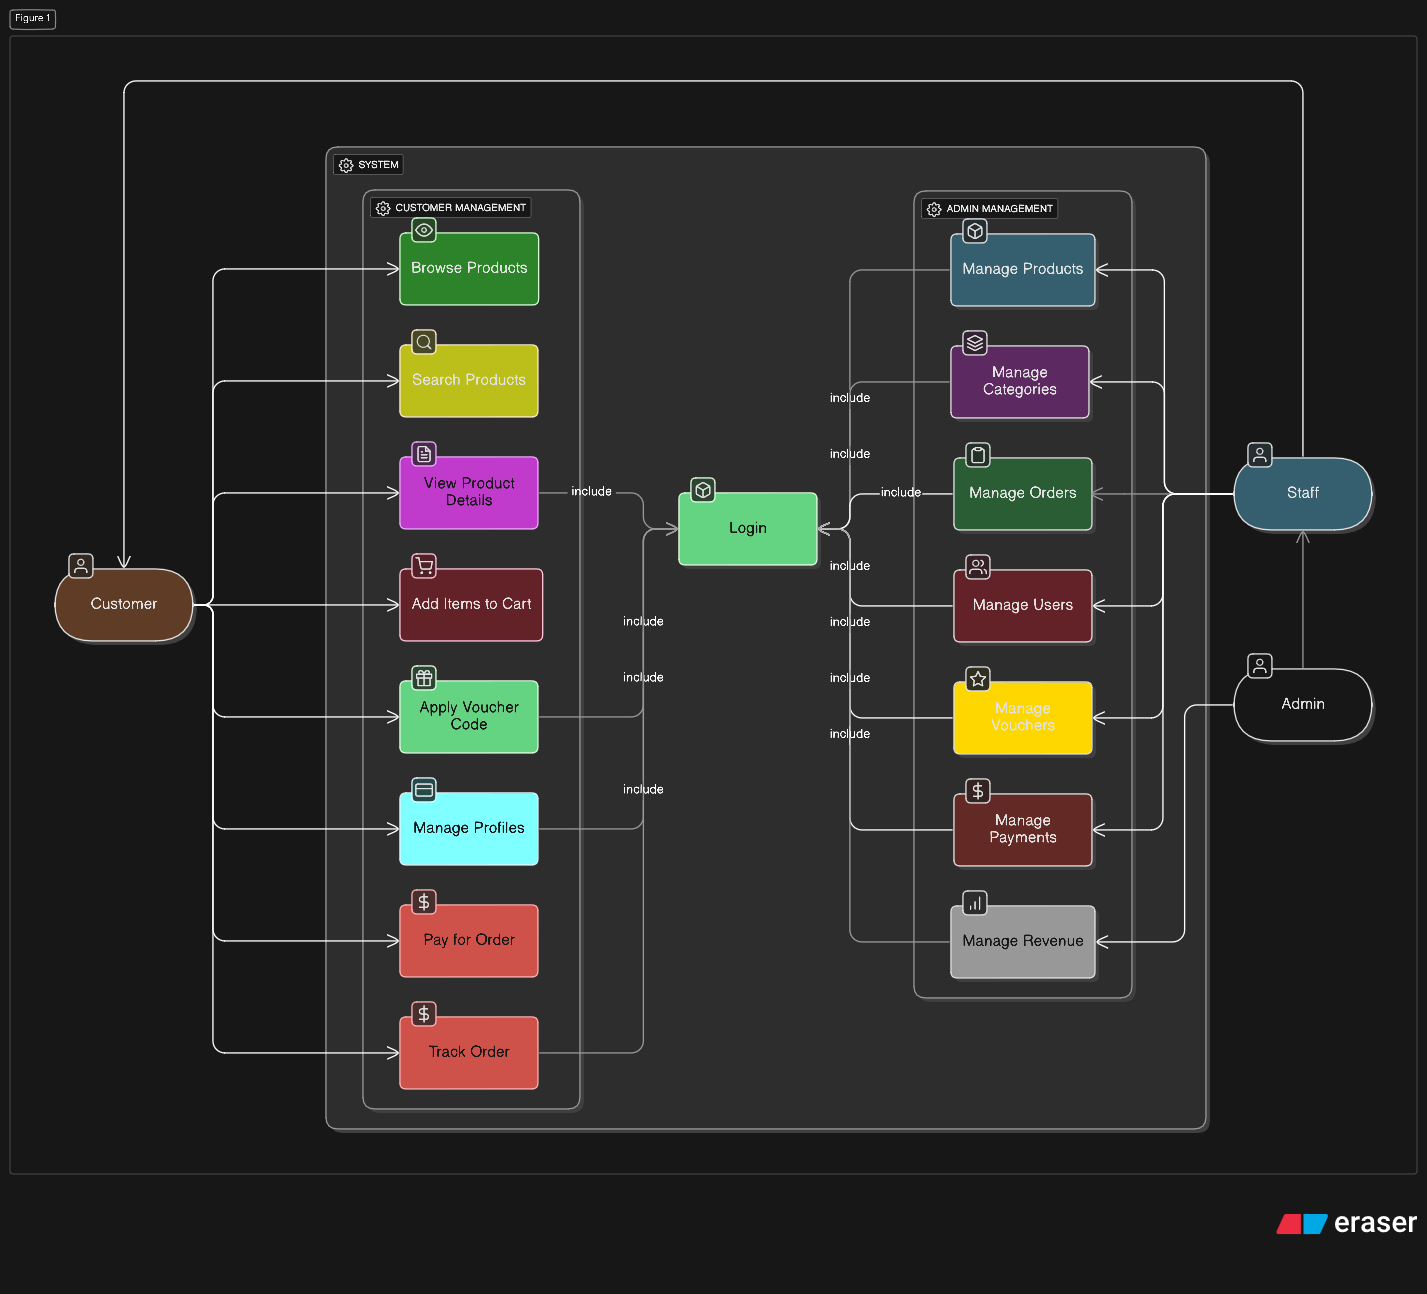 Figure 1
SYSTEM
CUSTOMER MANAGEMENT
Browse Products
Search Products
View Product
Details
Add Items to Cart
Apply Voucher
Code
Manage Profiles
Pay for Order
Track Order
Customer
include
include
include
include
Login
include
include
include
include
include
include
include
ADMIN MANAGEMENT
Manage Products
Manage
Categories
Manage Orders
Manage Users
Manage
Vouchers
Manage
Payments
Manage Revenue
Staff
Admin
eraser